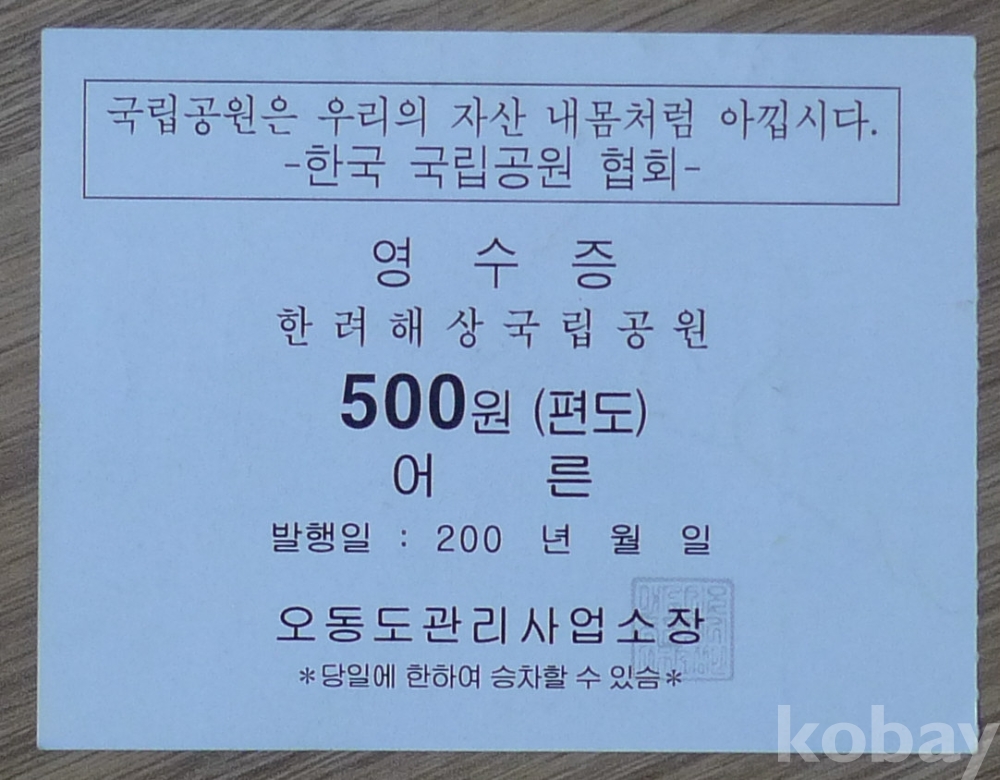 국립공원은 우리의 자산 내몸처럼 아낍시다.
-한국 국립공원 협회-
영 수 증
한려해상국립공원
500원 (편도)
어 른
발행일 : 200 년 월 일
오동도관리사업소장
*당일에 한하여 승차할 수 있슴*
kobay